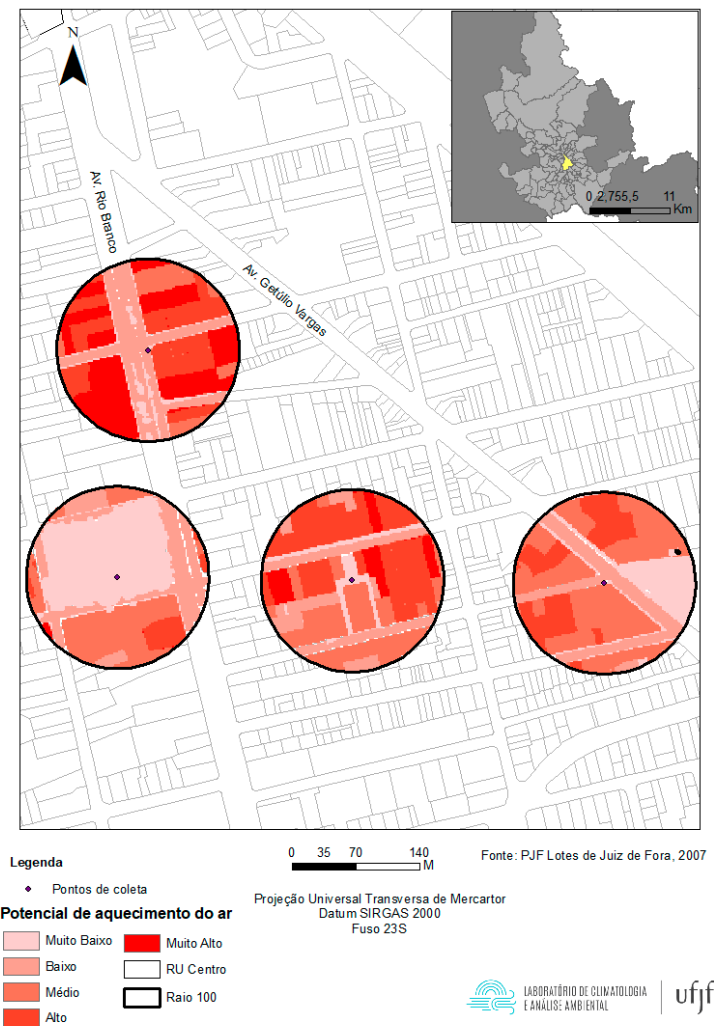 N
0 2,755,5 11
Km
Av. Rio Branco
Av. Getúlio Vargas
0 35 70 140
M
Fonte: PJF Lotes de Juiz de Fora, 2007
Projeção Universal Transversa de Mercartor
Datum SIRGAS 2000
Fuso 23S
Legenda
Pontos de coleta
Potencial de aquecimento do ar
Muito Baixo
Baixo
Médio
Alto
Muito Alto
RU Centro
Raio 100
LABORATÓRIO DE CLIMATOLOGIA
E ANÁLISE AMBIENTAL
ufjf